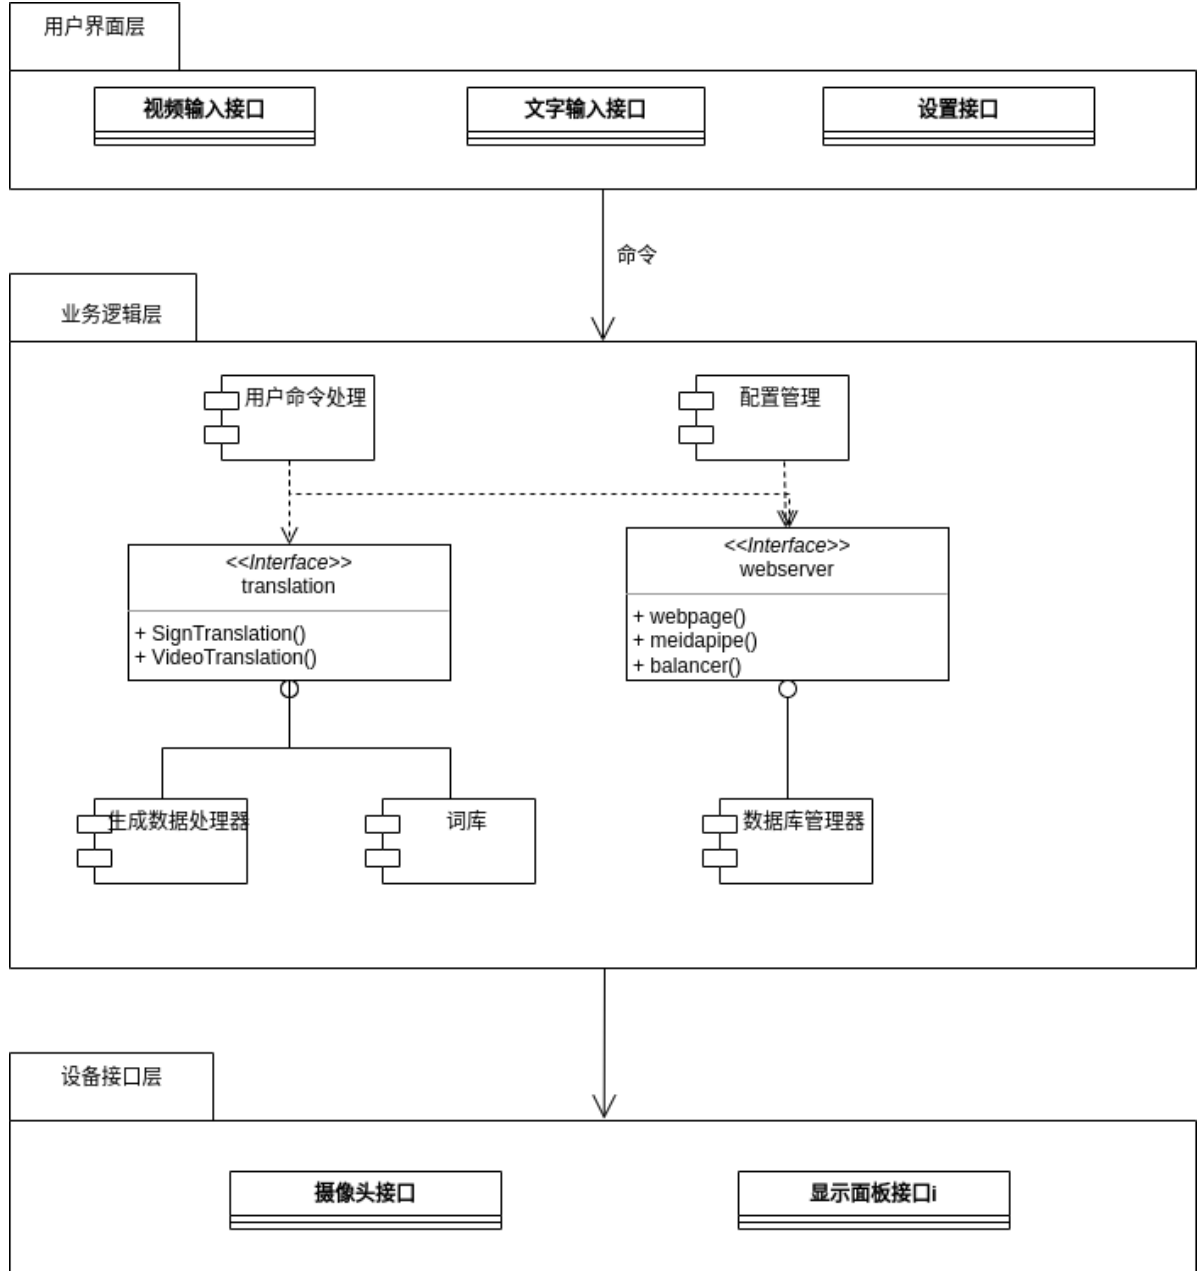 用户界面层
视频输入接口
文字输入接口
设置接口
命令
业务逻辑层
用户命令处理
配置管理
<<Interface>>
translation
+ SignTranslation()
+ VideoTranslation()
<<Interface>>
webserver
+ webpage()
+ meidapipe()
+ balancer()
生成数据处理器
词库
数据库管理器
设备接口层
摄像头接口
显示面板接口i